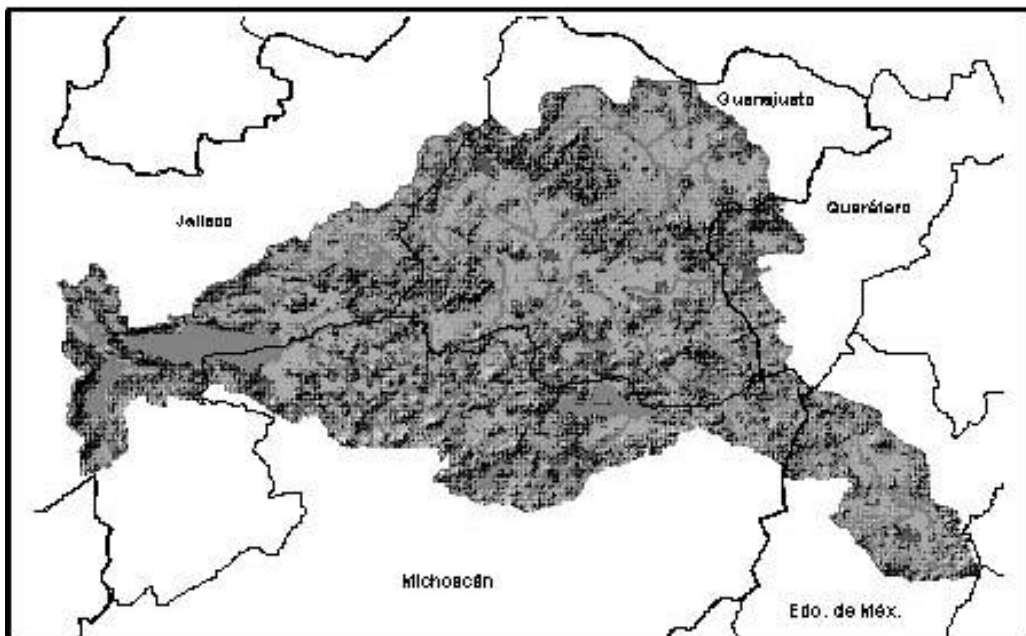 Guanajuato
Querétaro
Jalisco
Michoacán
Edo. de Méx.